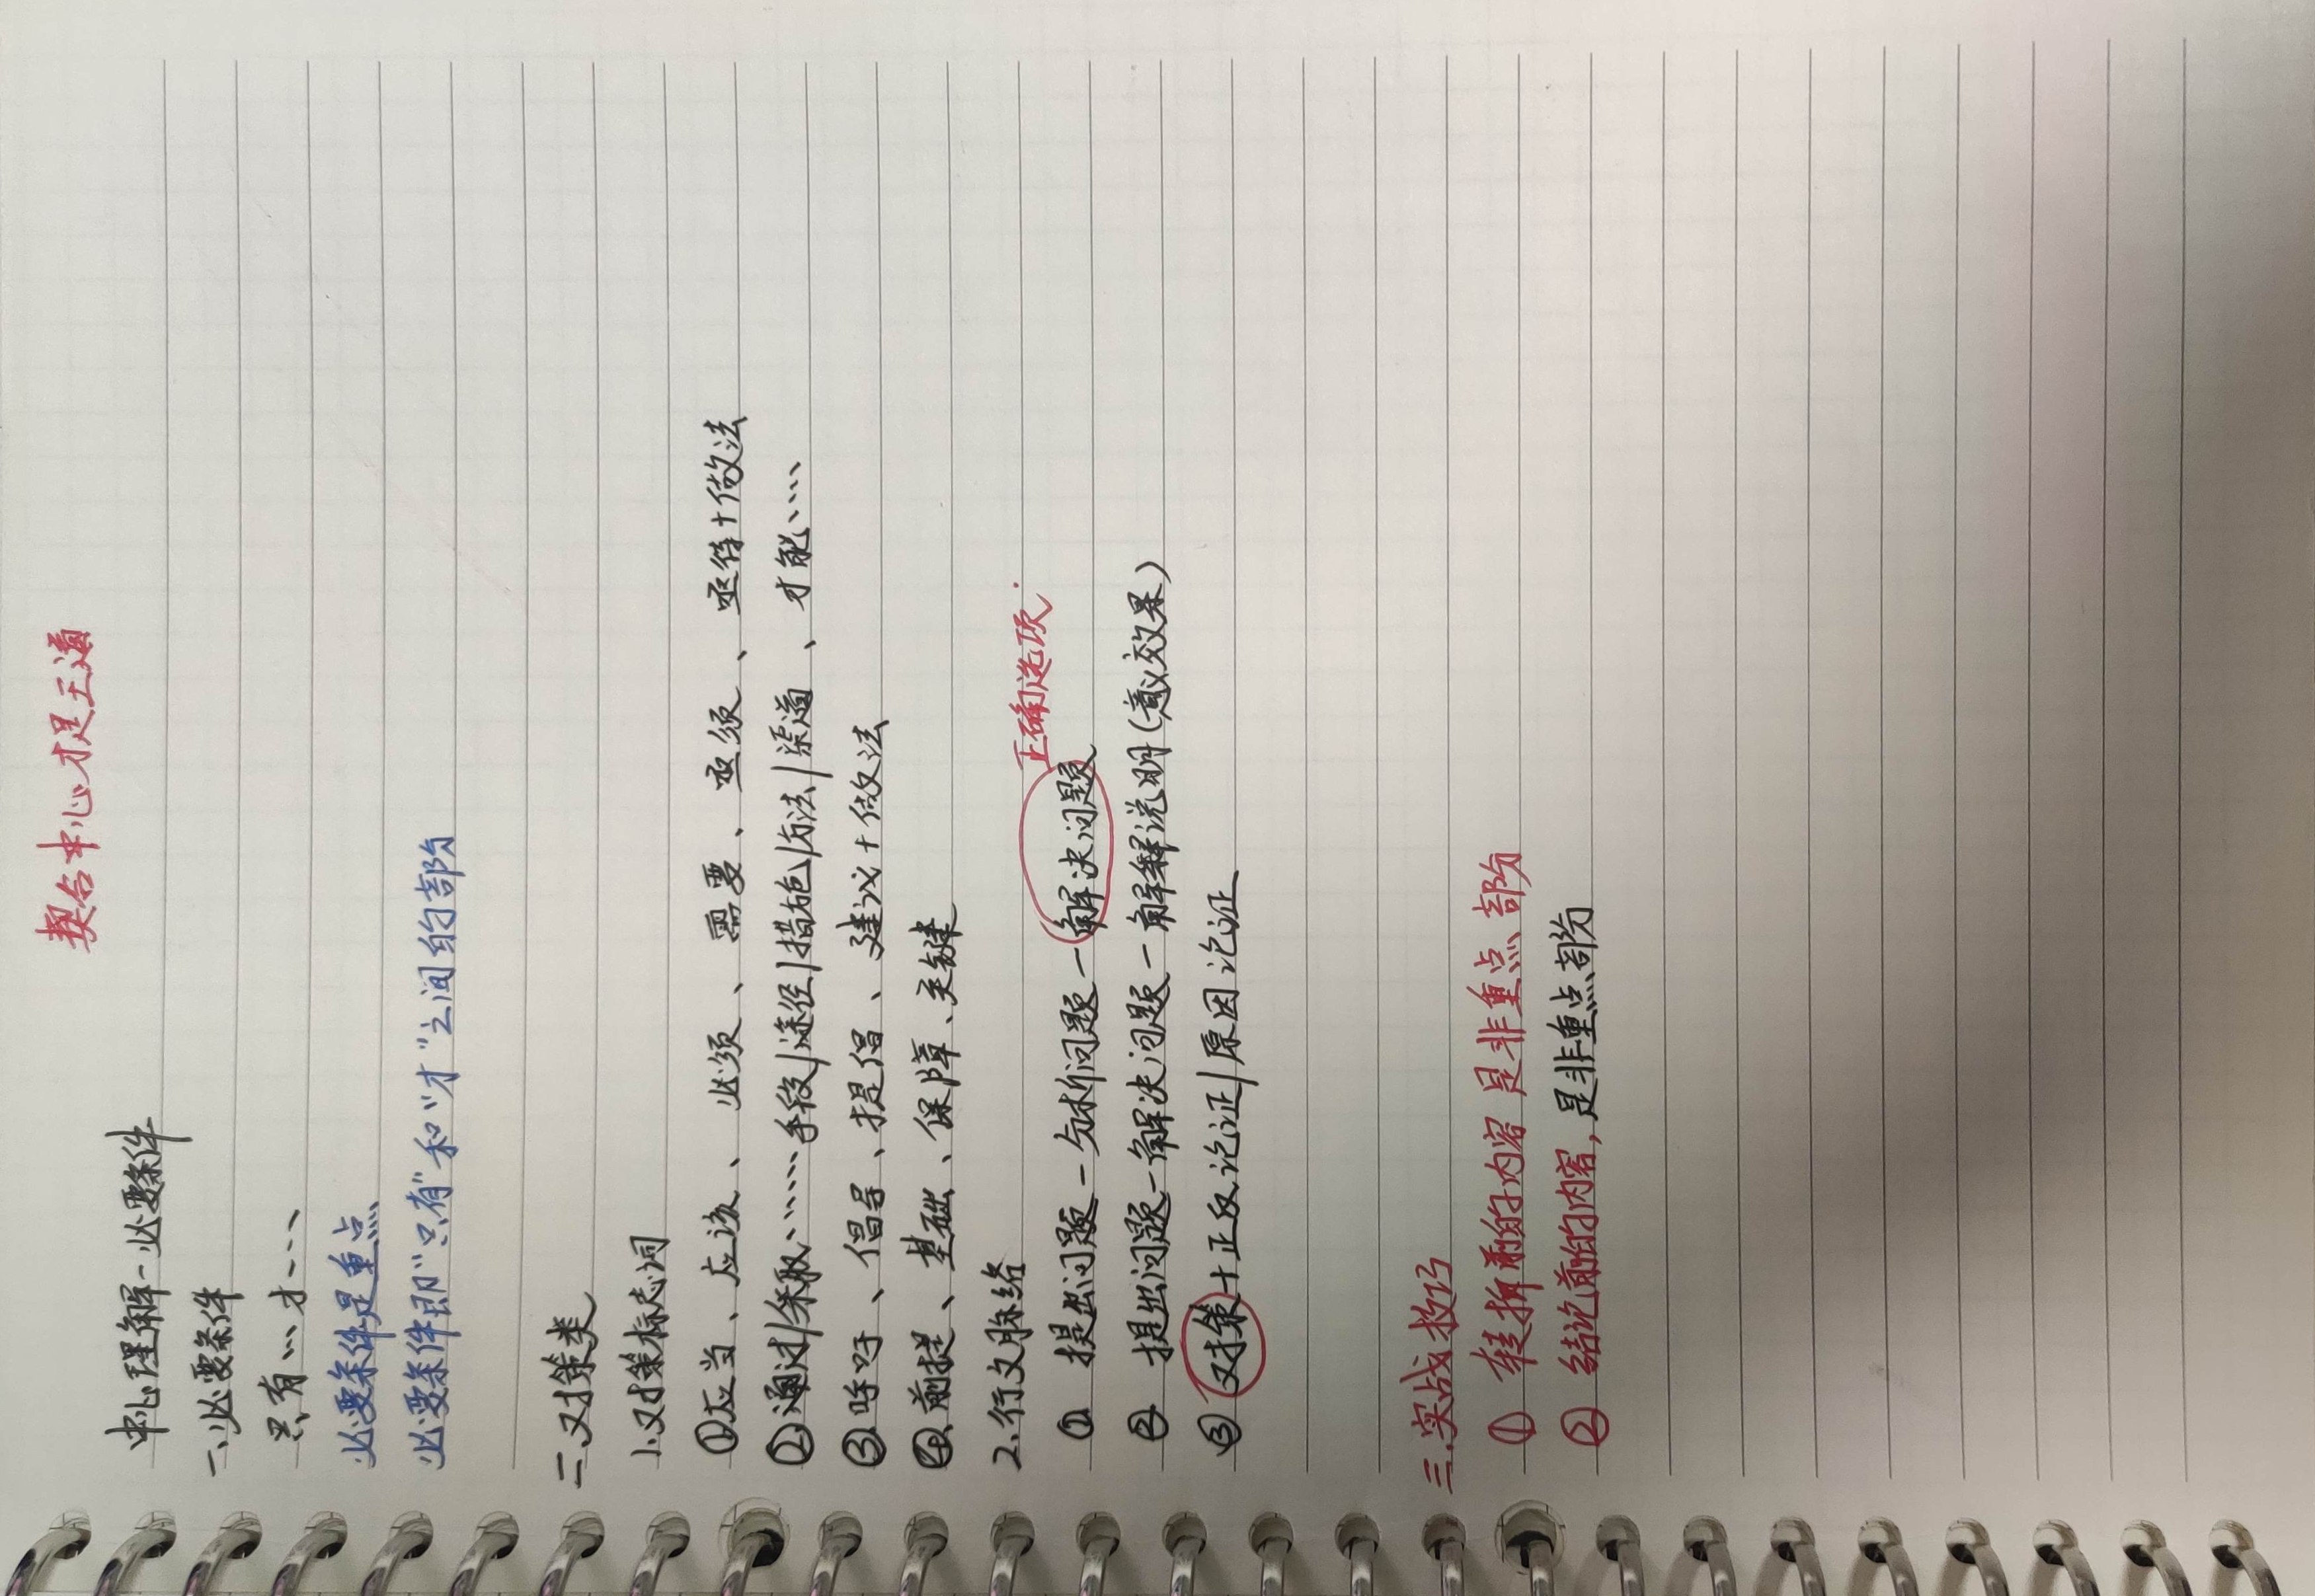 契合中心才是王道
中心理解-必要条件
一、必要条件
只有…才…
必要条件是重点
必要条件即“只有”和“才”之间的部分
二.对策类
1.对策标志词
①应当、应该、必须、需要、亟须、亟待+做法
②通过/采取……手段/途径/措施/方法/渠道、才能……
③呼吁、倡导、提倡、建议+做法
④前提、基础、保障、关键
2.行文脉络
正确选项
① 提出问题-分析问题-解决问题
② 提出问题-解决问题-解释说明(意义效果)
③ 对策+正反论证/原因论证
三.实战技巧
① 转折前的内容是非重点部分
② 结论前的内容,是非重点部分